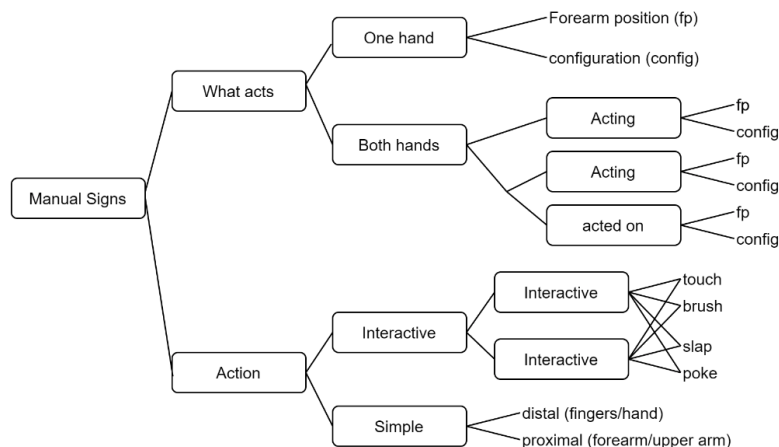 Forearm position (fp)
One hand
configuration (config)
What acts
fp
Acting
config
Both hands
fp
Acting
config
Manual Signs
fp
acted on
config
touch
Interactive
brush
Interactive
slap
Interactive
poke
Action
distal (fingers/hand)
Simple
proximal (forearm/upper arm)